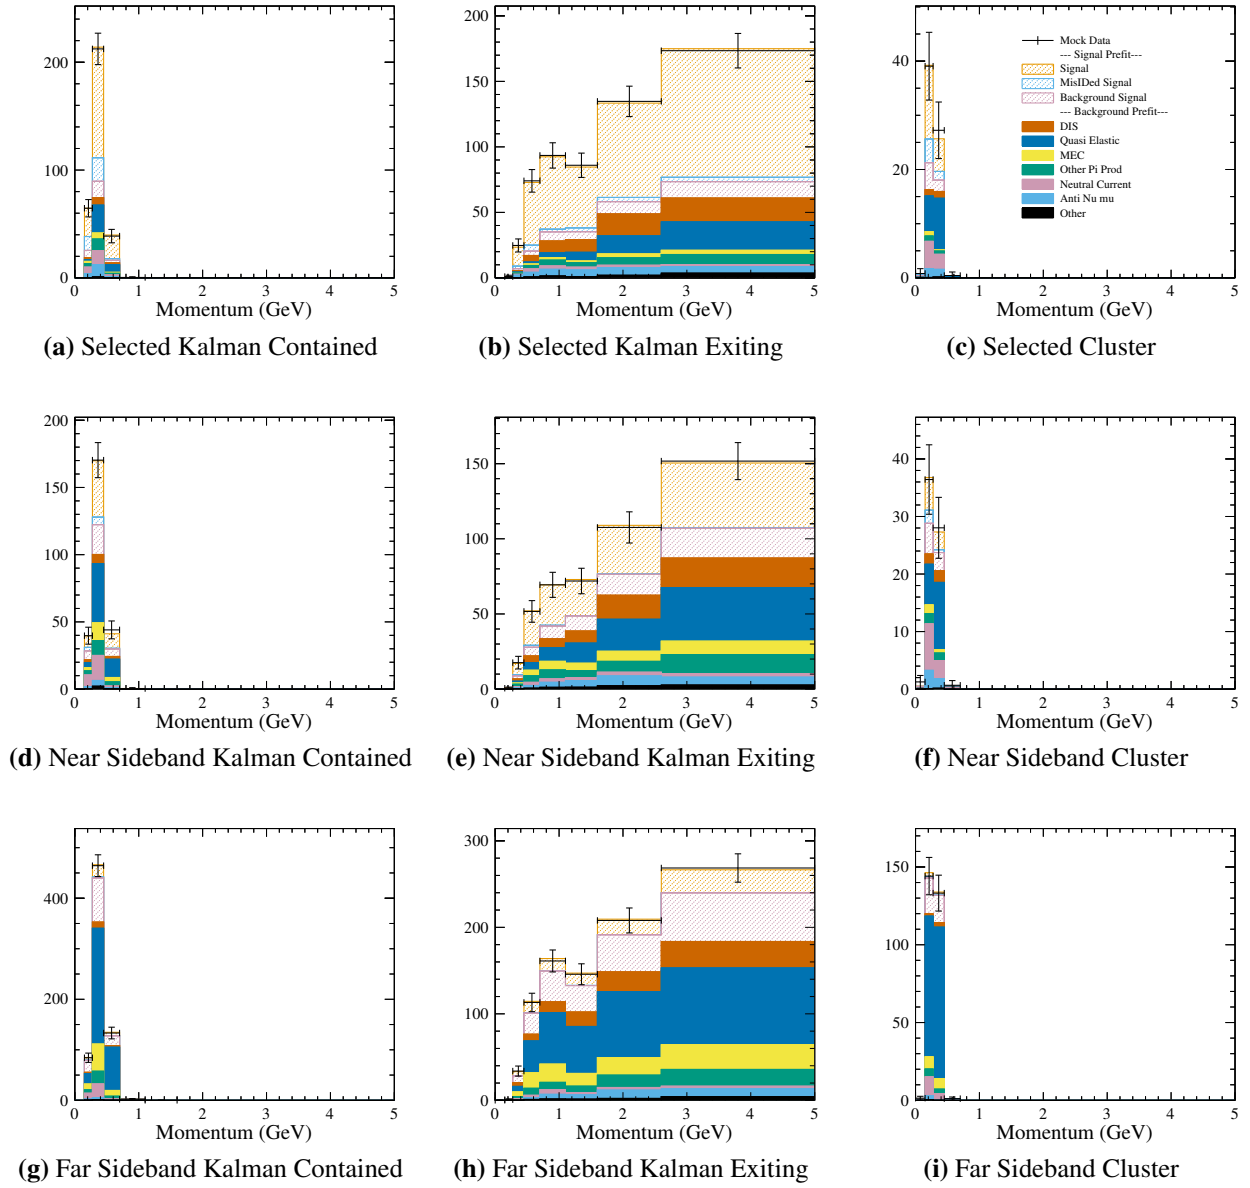 200
100
0
0 1 2 3 4 5
Momentum (GeV)
(a) Selected Kalman Contained
200
150
100
50
0
0 1 2 3 4 5
Momentum (GeV)
(b) Selected Kalman Exiting
40
20
0
0 1 2 3 4 5
Momentum (GeV)
Mock Data
--- Signal Prefit---
Signal
MisIDed Signal
Background Signal
--- Background Prefit---
DIS
Quasi Elastic
MEC
Other Pi Prod
Neutral Current
Anti Nu mu
Other
(c) Selected Cluster
200
150
100
50
0
0 1 2 3 4 5
Momentum (GeV)
(d) Near Sideband Kalman Contained
150
100
50
0
0 1 2 3 4 5
Momentum (GeV)
(e) Near Sideband Kalman Exiting
40
30
20
10
0
0 1 2 3 4 5
Momentum (GeV)
(f) Near Sideband Cluster
400
200
0
0 1 2 3 4 5
Momentum (GeV)
(g) Far Sideband Kalman Contained
300
200
100
0
0 1 2 3 4 5
Momentum (GeV)
(h) Far Sideband Kalman Exiting
150
100
50
0
0 1 2 3 4 5
Momentum (GeV)
(i) Far Sideband Cluster